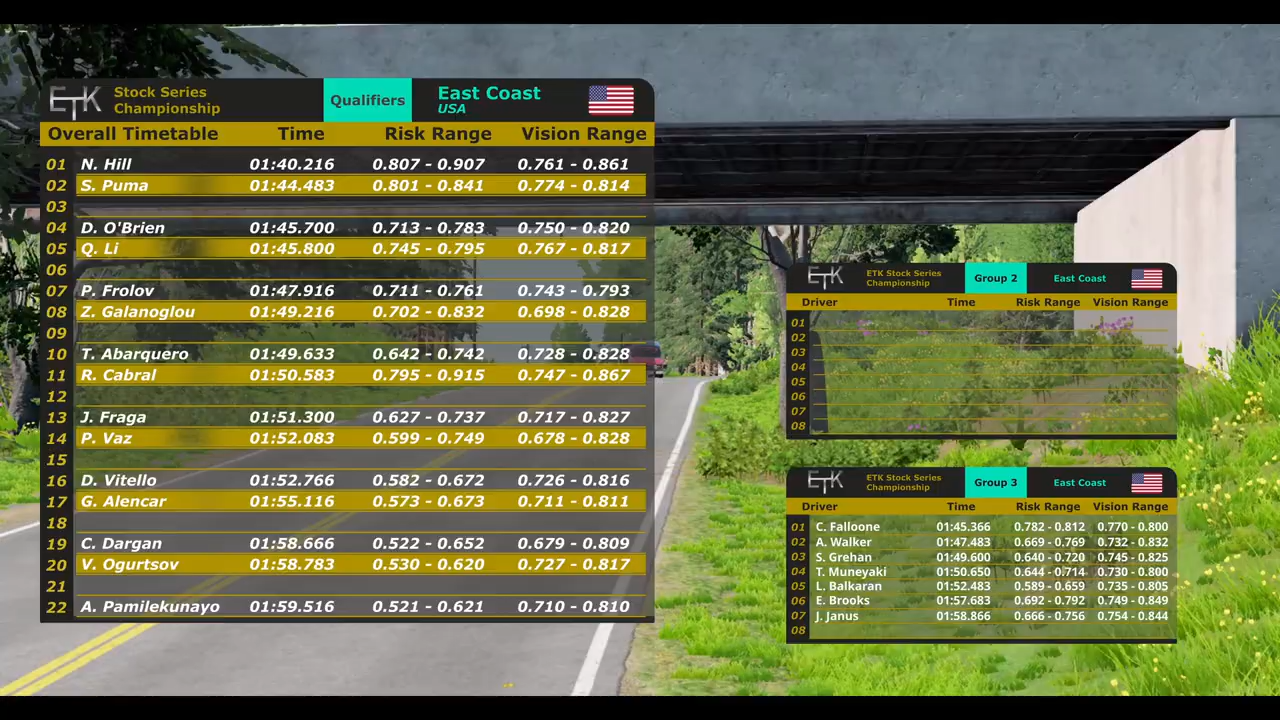 ETK Stock Series Championship Qualifiers East Coast USA
Overall Timetable Time Risk Range Vision Range
01 N. Hill 01:40.216 0.807 - 0.907 0.761 - 0.861
02 S. Puma 01:44.483 0.801 - 0.841 0.774 - 0.814
03
04 D. O'Brien 01:45.700 0.713 - 0.783 0.750 - 0.820
05 Q. Li 01:45.800 0.745 - 0.795 0.767 - 0.817
06
07 P. Frolov 01:47.916 0.711 - 0.761 0.743 - 0.793
08 Z. Galanoglou 01:49.216 0.702 - 0.832 0.698 - 0.828
09
10 T. Abarquero 01:49.633 0.642 - 0.742 0.728 - 0.828
11 R. Cabral 01:50.583 0.795 - 0.915 0.747 - 0.867
12
13 J. Fraga 01:51.300 0.627 - 0.737 0.717 - 0.827
14 P. Vaz 01:52.083 0.599 - 0.749 0.678 - 0.828
15
16 D. Vitello 01:52.766 0.582 - 0.672 0.726 - 0.816
17 G. Alencar 01:55.116 0.573 - 0.673 0.711 - 0.811
18
19 C. Dargan 01:58.666 0.522 - 0.652 0.679 - 0.809
20 V. Ogurtsov 01:58.783 0.530 - 0.620 0.727 - 0.817
21
22 A. Pamilekunayo 01:59.516 0.521 - 0.621 0.710 - 0.810
ETK ETK Stock Series Championship Group 2 East Coast
Driver Time Risk Range Vision Range
01
02
03
04
05
06
07
08
ETK ETK Stock Series Championship Group 3 East Coast
Driver Time Risk Range Vision Range
01 C. Falloone 01:45.366 0.782 - 0.812 0.770 - 0.800
02 A. Walker 01:47.483 0.669 - 0.769 0.732 - 0.832
03 S. Grehan 01:49.600 0.640 - 0.720 0.745 - 0.825
04 T. Muneyaki 01:50.650 0.644 - 0.714 0.730 - 0.800
05 L. Balkaran 01:52.483 0.589 - 0.659 0.735 - 0.805
06 E. Brooks 01:57.683 0.692 - 0.792 0.749 - 0.849
07 J. Janus 01:58.866 0.666 - 0.756 0.754 - 0.844
08